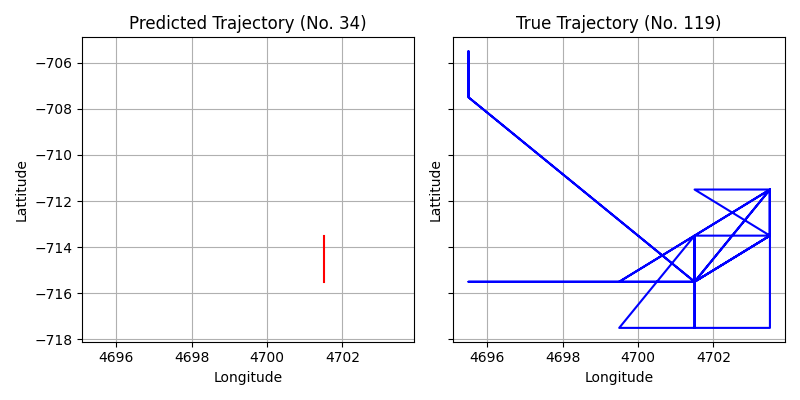 Predicted Trajectory (No. 34)
True Trajectory (No. 119)
Lattitude
−706
−708
−710
−712
−714
−716
−718
4696
4698
4700
4702
Longitude
Lattitude
4696
4698
4700
4702
Longitude